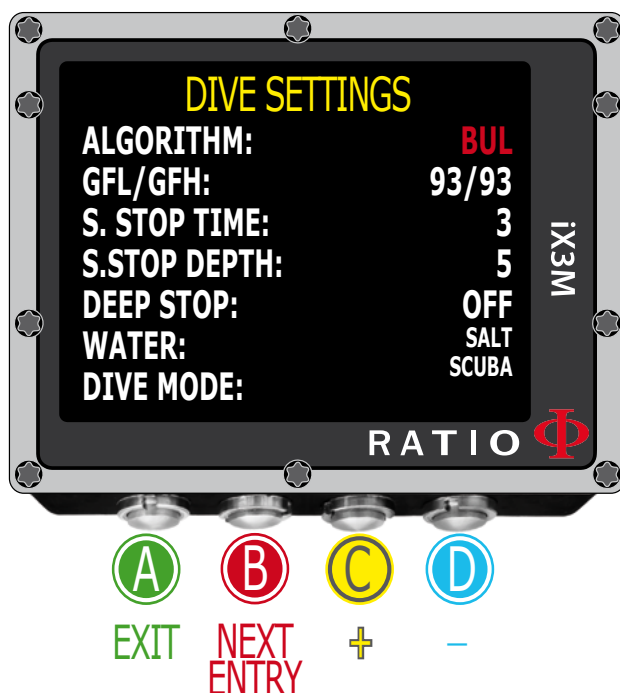 DIVE SETTINGS
ALGORITHM: BUL
GFL/GFH: 93/93
S. STOP TIME: 3
S.STOP DEPTH: 5
DEEP STOP: OFF
WATER: SALT
DIVE MODE: SCUBA
iX3M
RATIO Φ
A B C D
EXIT NEXT ENTRY + −